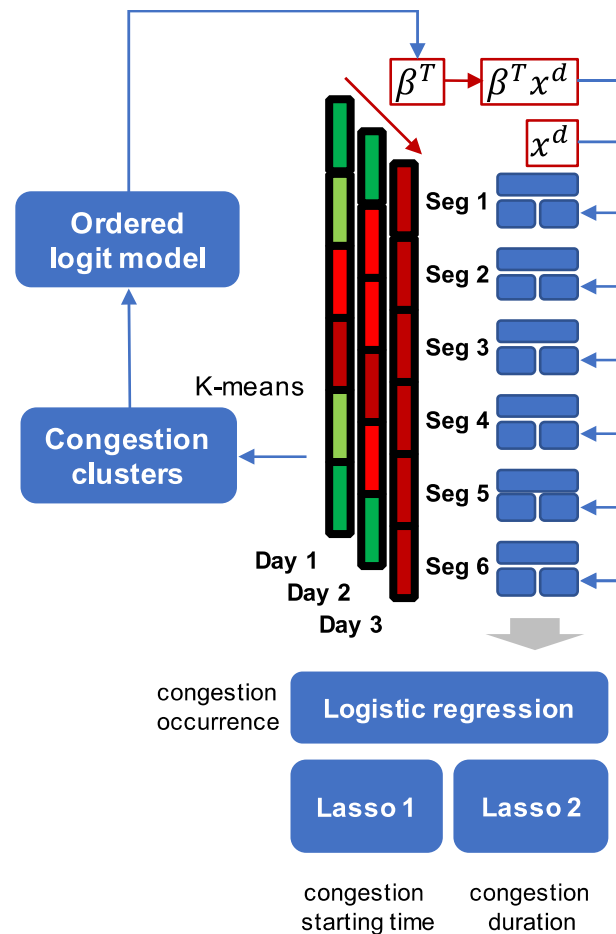 β^T
β^T x^d
x^d
Ordered
logit model
Seg 1
Seg 2
Seg 3
K-means
Seg 4
Congestion
clusters
Seg 5
Seg 6
Day 1
Day 2
Day 3
congestion
occurrence
Logistic regression
Lasso 1
Lasso 2
congestion
starting time
congestion
duration